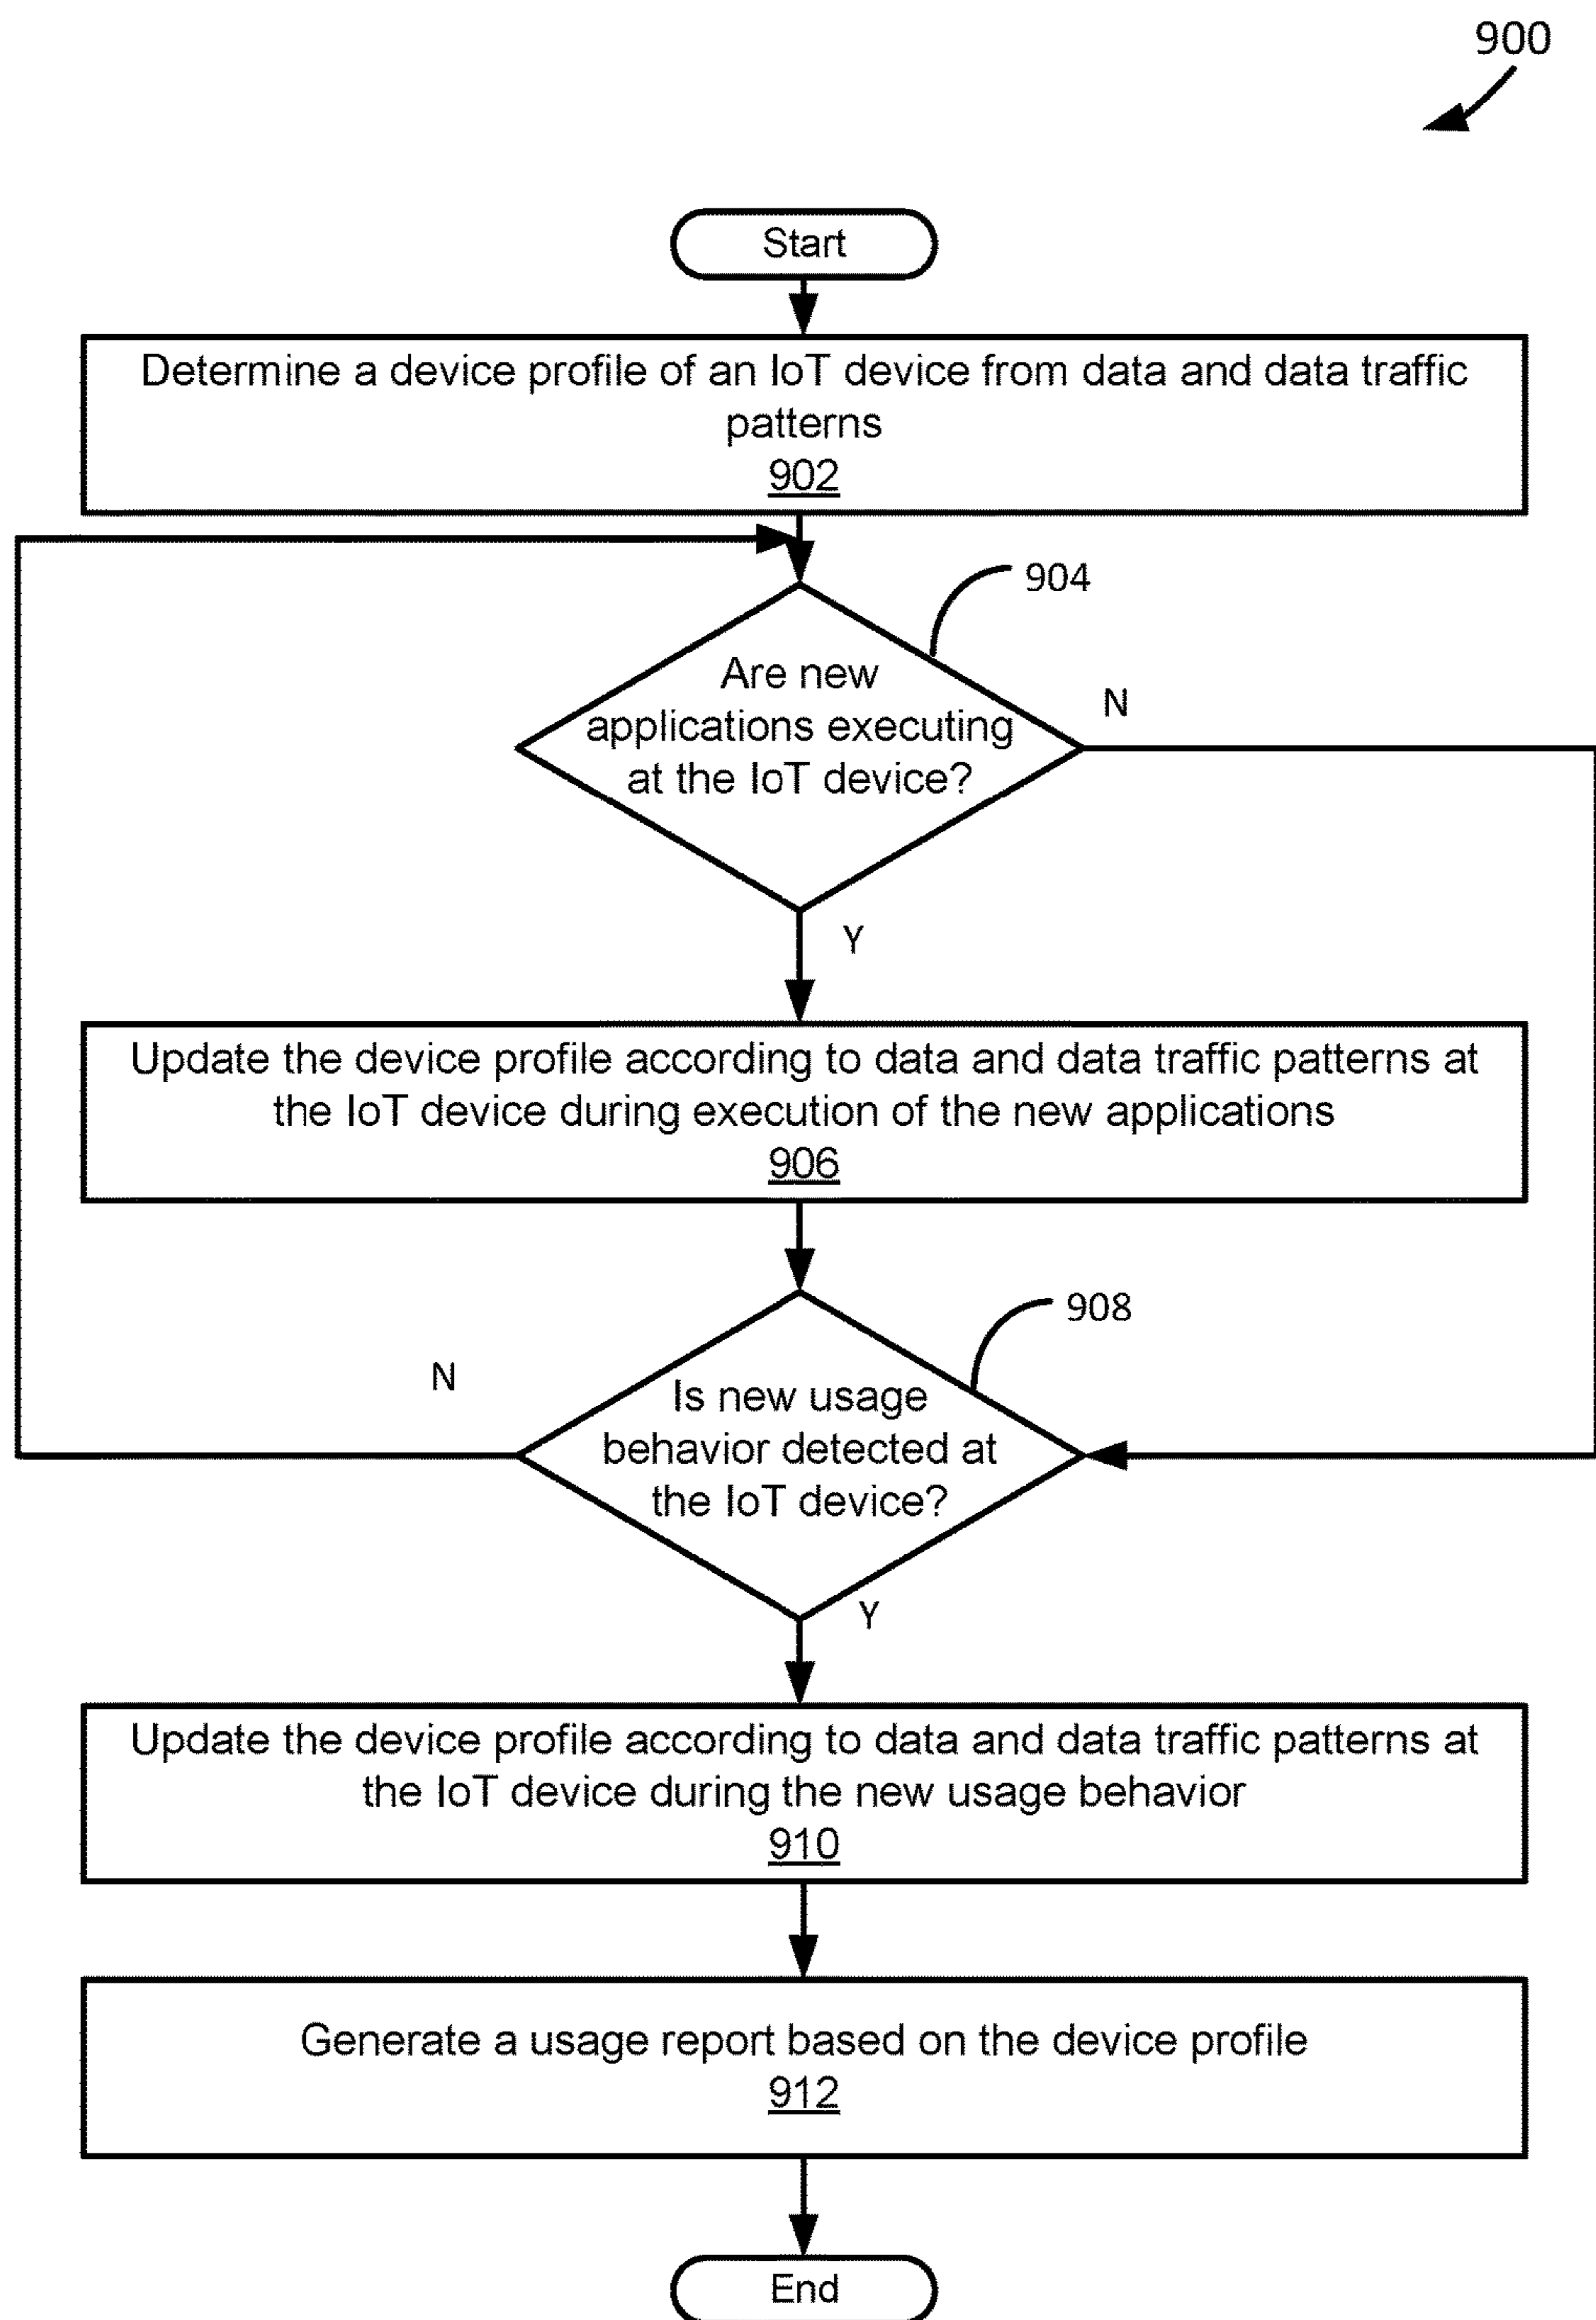 900
Start
Determine a device profile of an IoT device from data and data traffic
patterns
902
904
Are new
applications executing
at the IoT device?
N
Y
Update the device profile according to data and data traffic patterns at
the IoT device during execution of the new applications
906
908
N
Is new usage
behavior detected at
the IoT device?
Y
Update the device profile according to data and data traffic patterns at
the IoT device during the new usage behavior
910
Generate a usage report based on the device profile
912
End